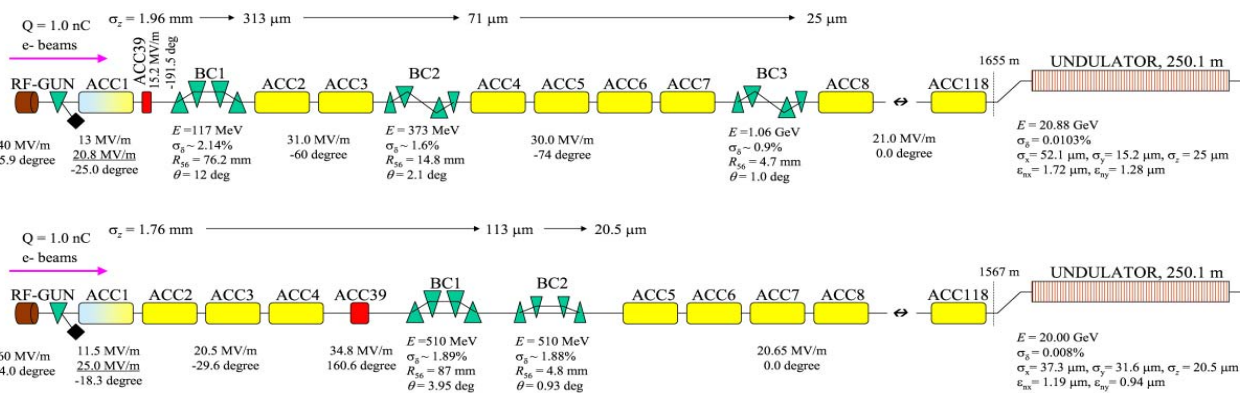 σz = 1.96 mm 313 μm 71 μm 25 μm
Q = 1.0 nC
e- beams
ACC39
15.2 MV/m
-191.5 deg
RF-GUN ACC1 BC1 ACC2 ACC3 BC2 ACC4 ACC5 ACC6 ACC7 BC3 ACC8 ACC118 1655 m UNDULATOR, 250.1 m
40 MV/m
5.9 degree
13 MV/m
20.8 MV/m
-25.0 degree
E =117 MeV
σδ ~ 2.14%
R56 = 76.2 mm
θ = 12 deg
31.0 MV/m
-60 degree
E = 373 MeV
σδ ~ 1.6%
R56 = 14.8 mm
θ = 2.1 deg
30.0 MV/m
-74 degree
E =1.06 GeV
σδ ~ 0.9%
R56 = 4.7 mm
θ = 1.0 deg
21.0 MV/m
0.0 degree
E = 20.88 GeV
σδ = 0.0103%
σx= 52.1 μm, σy= 15.2 μm, σz = 25 μm
εnx= 1.72 μm, εny= 1.28 μm
σz = 1.76 mm 113 μm 20.5 μm
Q = 1.0 nC
e- beams
RF-GUN ACC1 ACC2 ACC3 ACC4 ACC39 BC1 BC2 ACC5 ACC6 ACC7 ACC8 ACC118 1567 m UNDULATOR, 250.1 m
60 MV/m
4.0 degree
11.5 MV/m
25.0 MV/m
-18.3 degree
20.5 MV/m
-29.6 degree
34.8 MV/m
160.6 degree
E =510 MeV
σδ ~ 1.89%
R56 = 87 mm
θ = 3.95 deg
E = 510 MeV
σδ ~ 1.88%
R56 = 4.8 mm
θ = 0.93 deg
20.65 MV/m
0.0 degree
E = 20.00 GeV
σδ = 0.008%
σx= 37.3 μm, σy= 31.6 μm, σz = 20.5 μm
εnx= 1.19 μm, εny= 0.94 μm